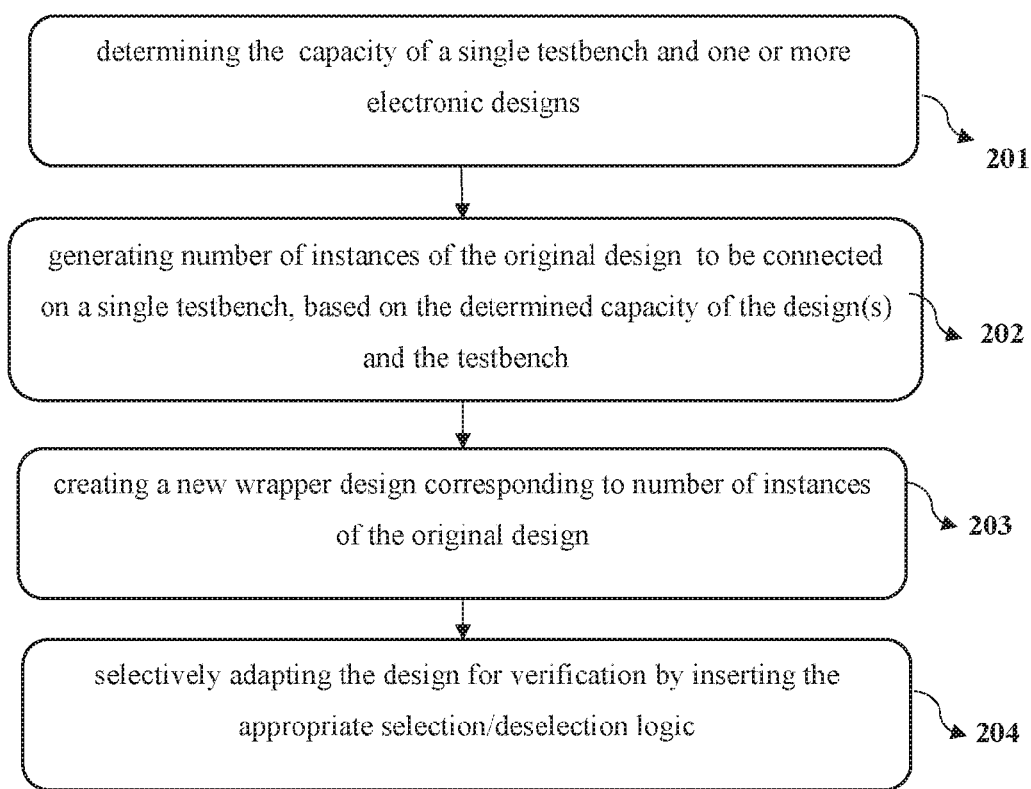 determining the capacity of a single testbench and one or more
electronic designs
201
generating number of instances of the original design to be connected
on a single testbench, based on the determined capacity of the design(s)
and the testbench
202
creating a new wrapper design corresponding to number of instances
of the original design
203
selectively adapting the design for verification by inserting the
appropriate selection/deselection logic
204